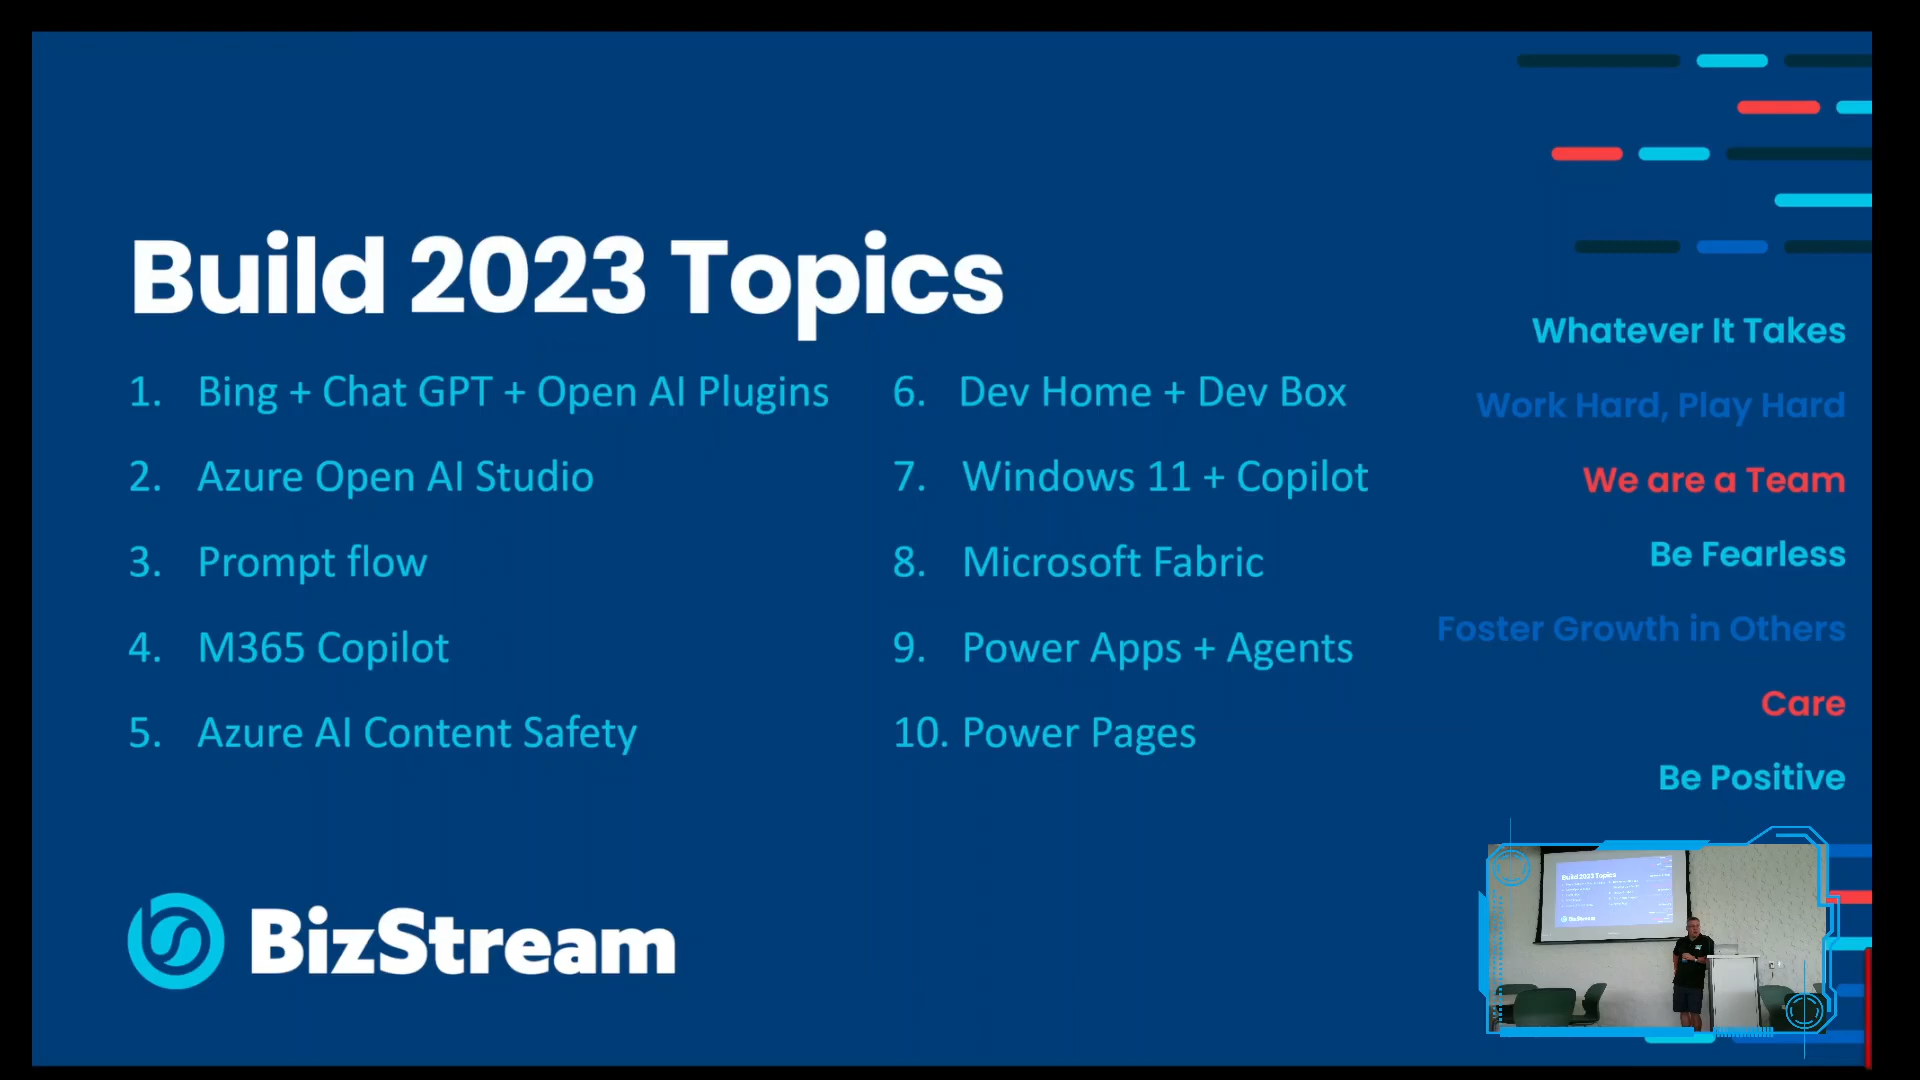 Build 2023 Topics
1. Bing + Chat GPT + Open AI Plugins
2. Azure Open AI Studio
3. Prompt flow
4. M365 Copilot
5. Azure AI Content Safety
6. Dev Home + Dev Box
7. Windows 11 + Copilot
8. Microsoft Fabric
9. Power Apps + Agents
10. Power Pages
Whatever It Takes
Work Hard, Play Hard
We are a Team
Be Fearless
Foster Growth in Others
Care
Be Positive
BizStream
Build 2023 Topics